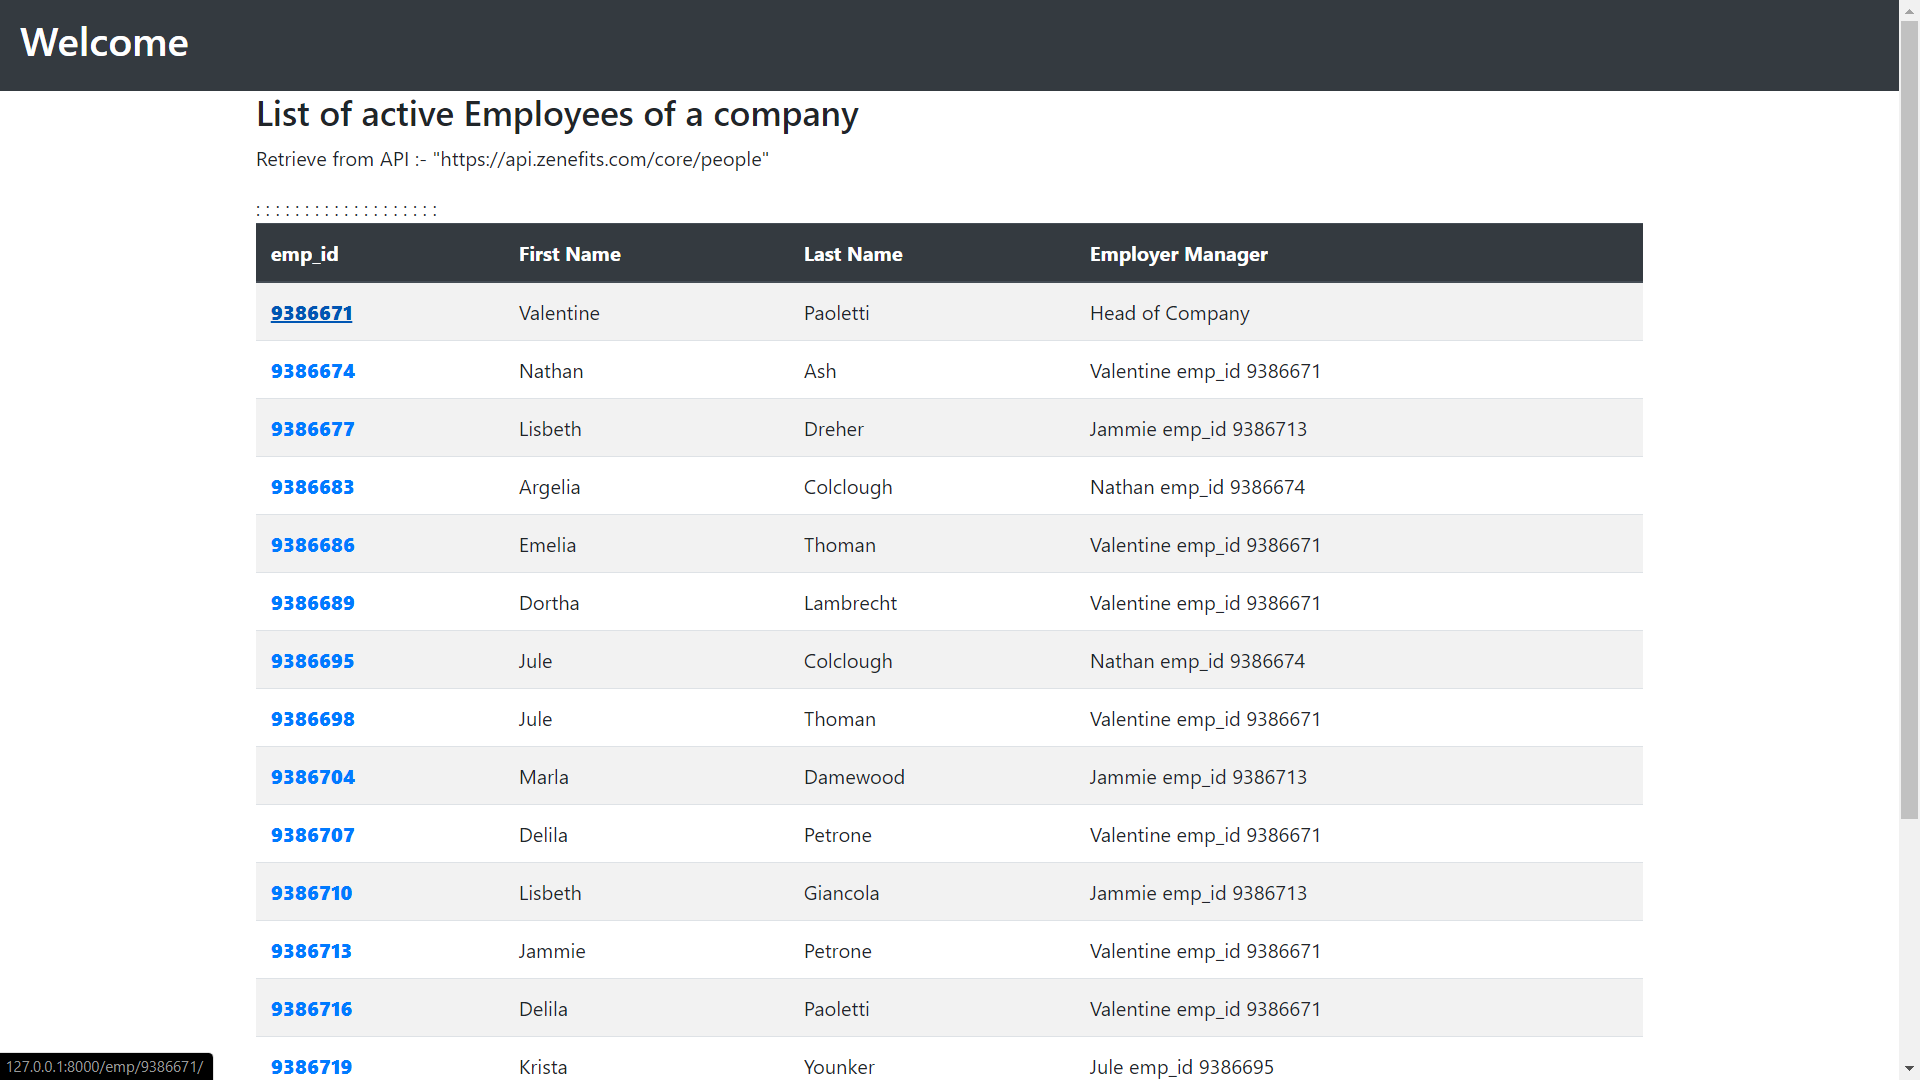 Welcome
List of active Employees of a company
Retrieve from API :- "https://api.zenefits.com/core/people"
: : : : : : : : : : : : : : : : : : :
emp_id First Name Last Name Employer Manager
9386671 Valentine Paoletti Head of Company
9386674 Nathan Ash Valentine emp_id 9386671
9386677 Lisbeth Dreher Jammie emp_id 9386713
9386683 Argelia Colclough Nathan emp_id 9386674
9386686 Emelia Thoman Valentine emp_id 9386671
9386689 Dortha Lambrecht Valentine emp_id 9386671
9386695 Jule Colclough Nathan emp_id 9386674
9386698 Jule Thoman Valentine emp_id 9386671
9386704 Marla Damewood Jammie emp_id 9386713
9386707 Delila Petrone Valentine emp_id 9386671
9386710 Lisbeth Giancola Jammie emp_id 9386713
9386713 Jammie Petrone Valentine emp_id 9386671
9386716 Delila Paoletti Valentine emp_id 9386671
9386719 Krista Younker Jule emp_id 9386695
127.0.0.1:8000/emp/9386671/